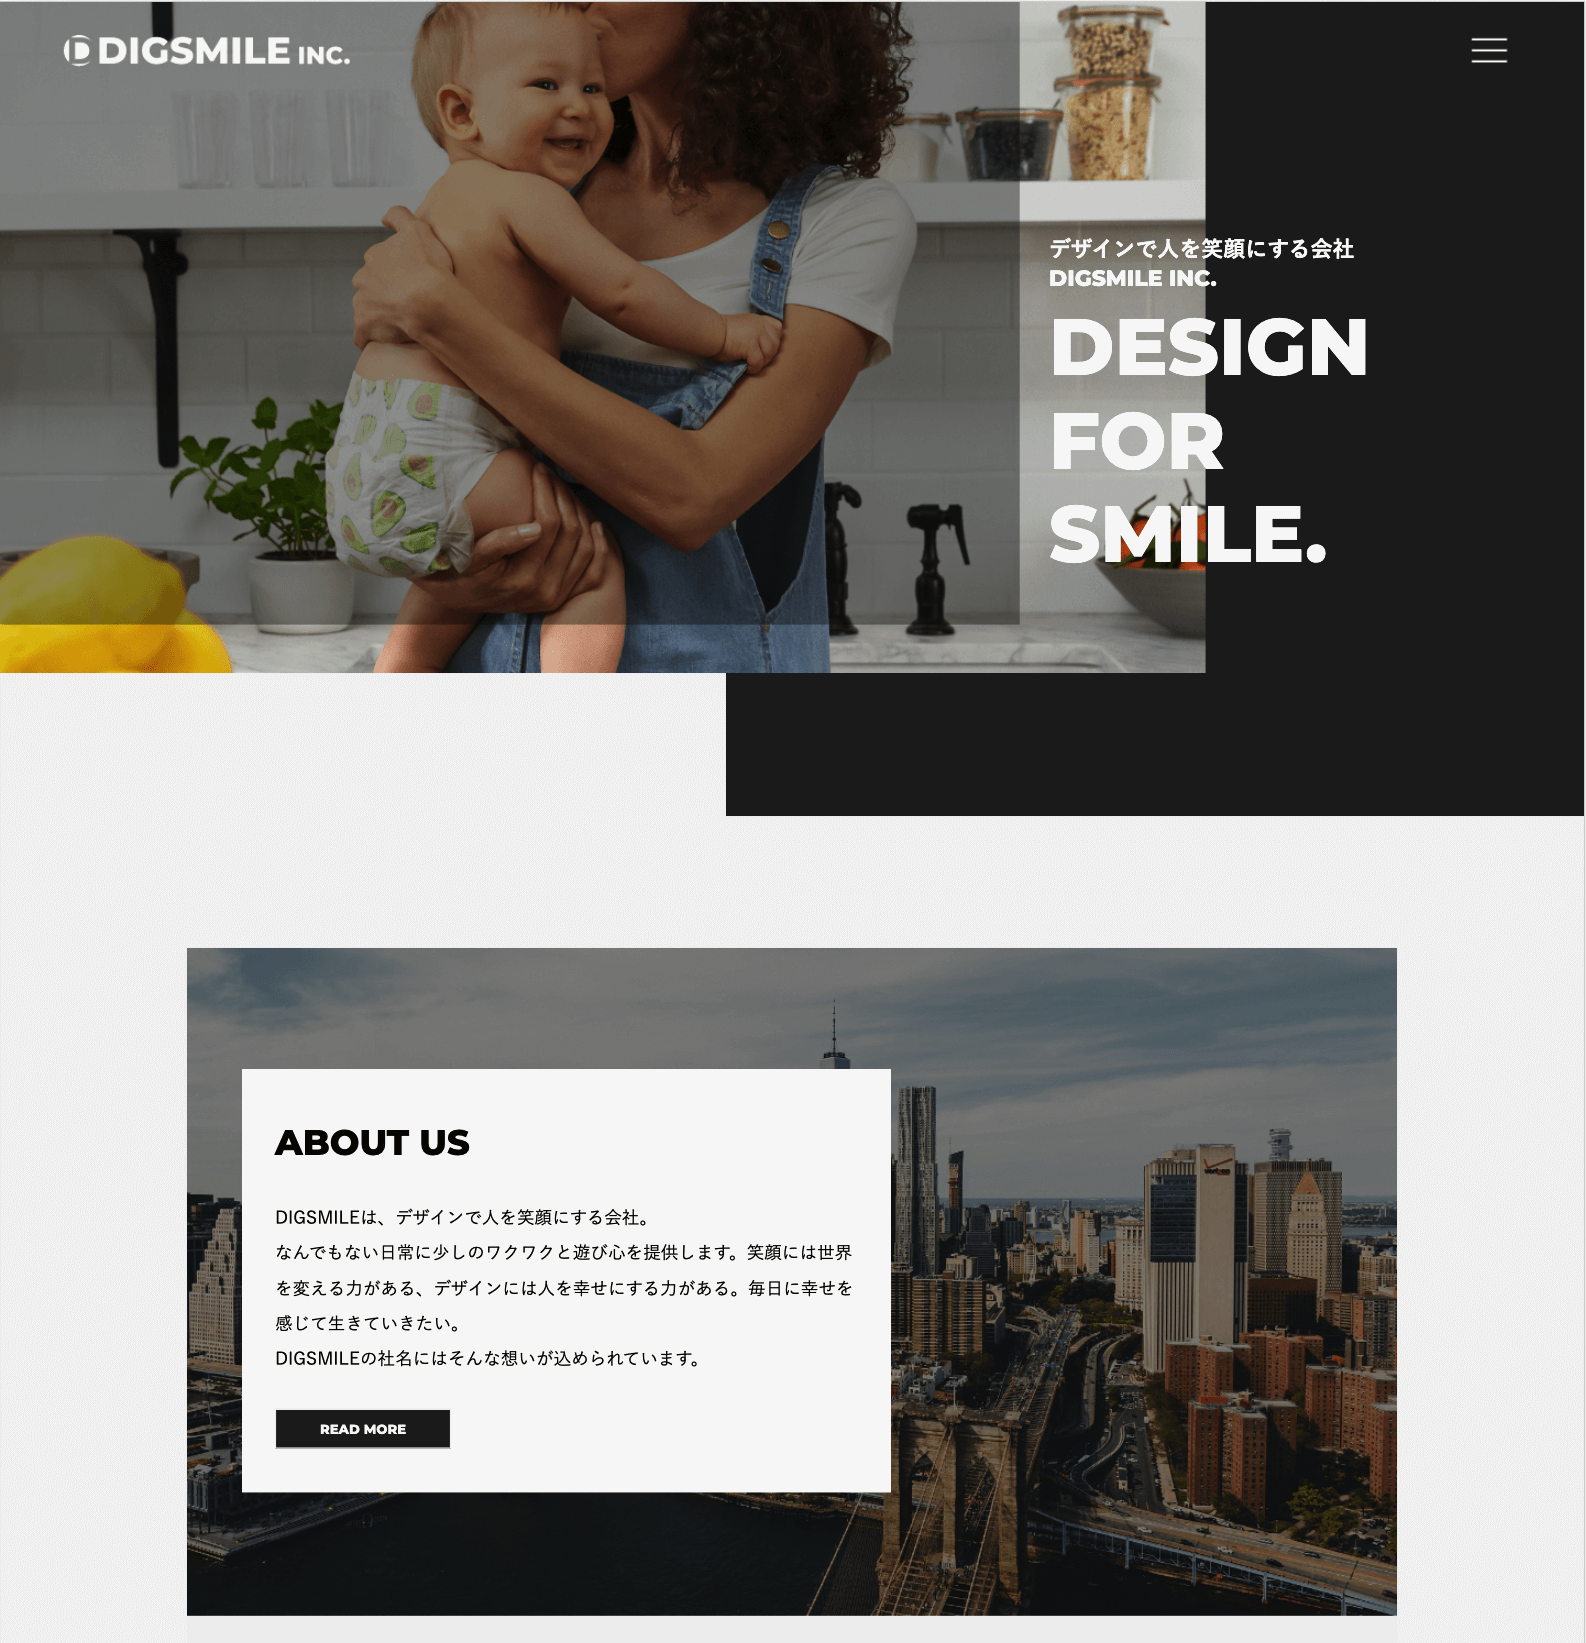 DIGSMILE INC.
デザインで人を笑顔にする会社
DIGSMILE INC.
DESIGN
FOR
SMILE.
ABOUT US
DIGSMILEは、デザインで人を笑顔にする会社。
なんでもない日常に少しのワクワクと遊び心を提供します。笑顔には世界
を変える力がある、デザインには人を幸せにする力がある。毎日に幸せを
感じて生きていきたい。
DIGSMILEの社名にはそんな想いが込められています。
READ MORE